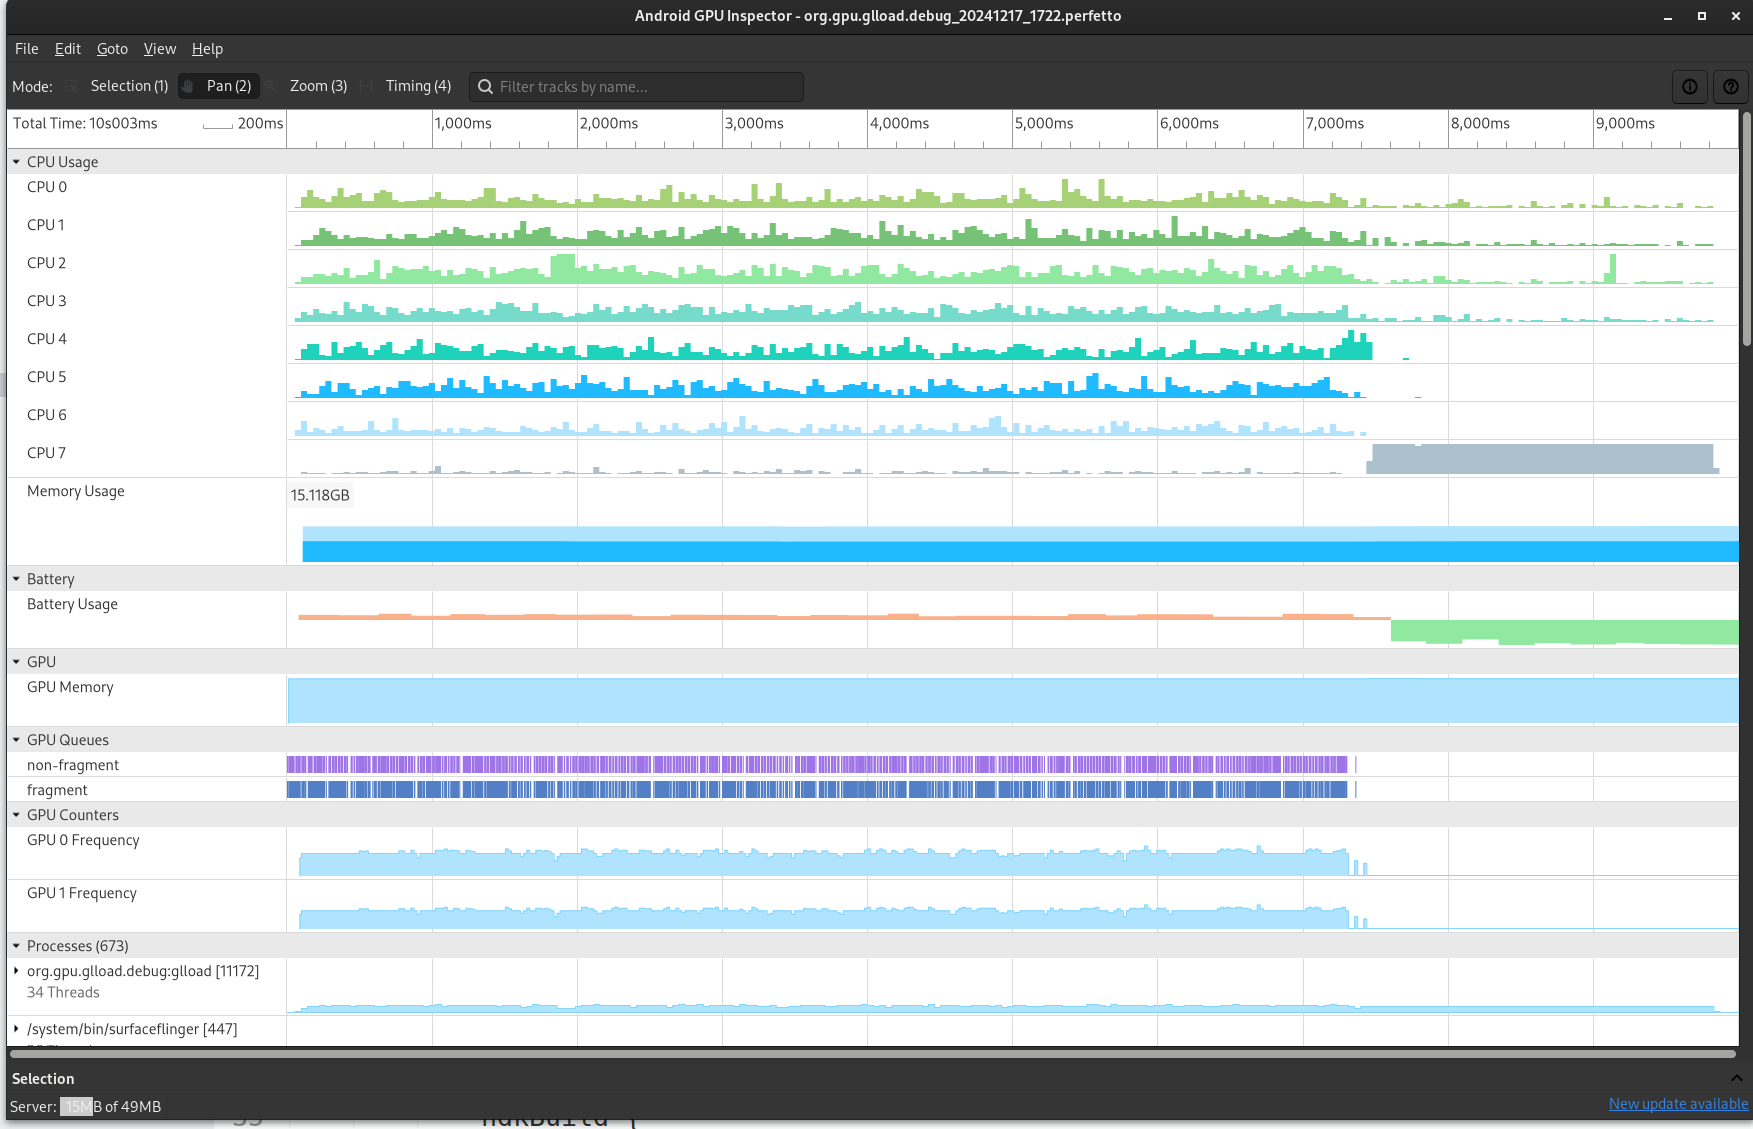 Android GPU Inspector - org.gpu.glload.debug_20241217_1722.perfetto
File Edit Goto View Help
Mode: Selection (1) Pan (2) Zoom (3) Timing (4) Filter tracks by name...
Total Time: 10s003ms 200ms 1,000ms 2,000ms 3,000ms 4,000ms 5,000ms 6,000ms 7,000ms 8,000ms 9,000ms
CPU Usage
CPU 0
CPU 1
CPU 2
CPU 3
CPU 4
CPU 5
CPU 6
CPU 7
Memory Usage 15.118GB
Battery
Battery Usage
GPU
GPU Memory
GPU Queues
non-fragment
fragment
GPU Counters
GPU 0 Frequency
GPU 1 Frequency
Processes (673)
org.gpu.glload.debug:glload [11172]
34 Threads
/system/bin/surfaceflinger [447]
Selection
Server: 15MB of 49MB New update available